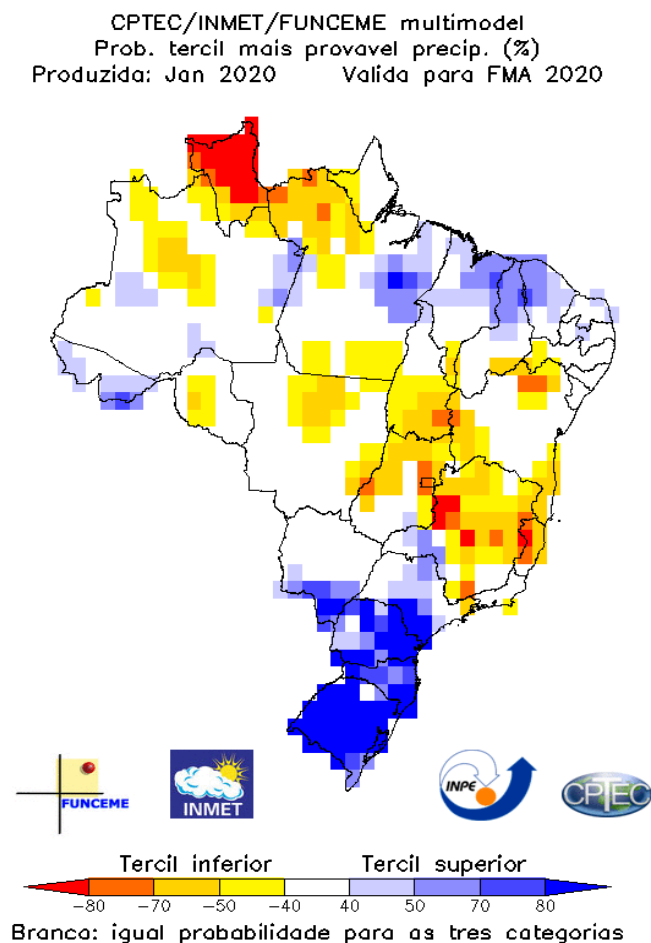 CPTEC/INMET/FUNCEME multimodel
Prob. tercil mais provavel precip. (%)
Produzida: Jan 2020 Valida para FMA 2020
FUNCEME
INMET
INPE
CPTEC
Tercil inferior Tercil superior
-80 -70 -50 -40 40 50 70 80
Branca: igual probabilidade para as tres categorias